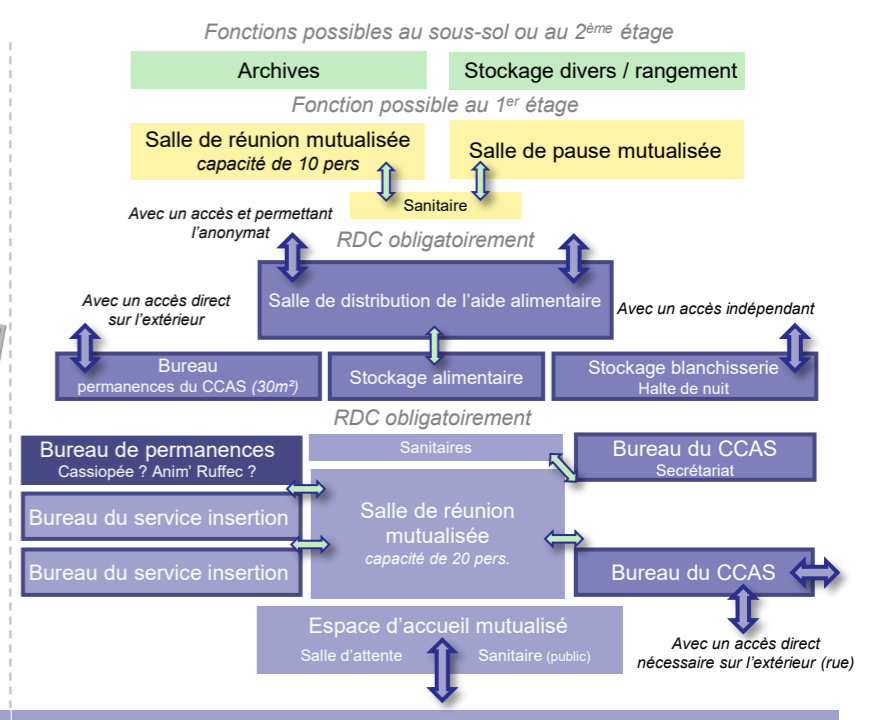 Fonctions possibles au sous-sol ou au 2ème étage
Archives
Stockage divers / rangement
Fonction possible au 1er étage
Salle de réunion mutualisée
capacité de 10 pers
Salle de pause mutualisée
Sanitaire
Avec un accès et permettant
l'anonymat
RDC obligatoirement
Salle de distribution de l'aide alimentaire
Avec un accès direct
sur l'extérieur
Avec un accès indépendant
Bureau
permanences du CCAS (30m²)
Stockage alimentaire
Stockage blanchisserie
Halte de nuit
RDC obligatoirement
Bureau de permanences
Cassiopée ? Anim' Ruffec ?
Sanitaires
Bureau du CCAS
Secrétariat
Bureau du service insertion
Salle de réunion
mutualisée
capacité de 20 pers.
Bureau du service insertion
Bureau du CCAS
Espace d'accueil mutualisé
Salle d'attente
Sanitaire (public)
Avec un accès direct
nécessaire sur l'extérieur (rue)